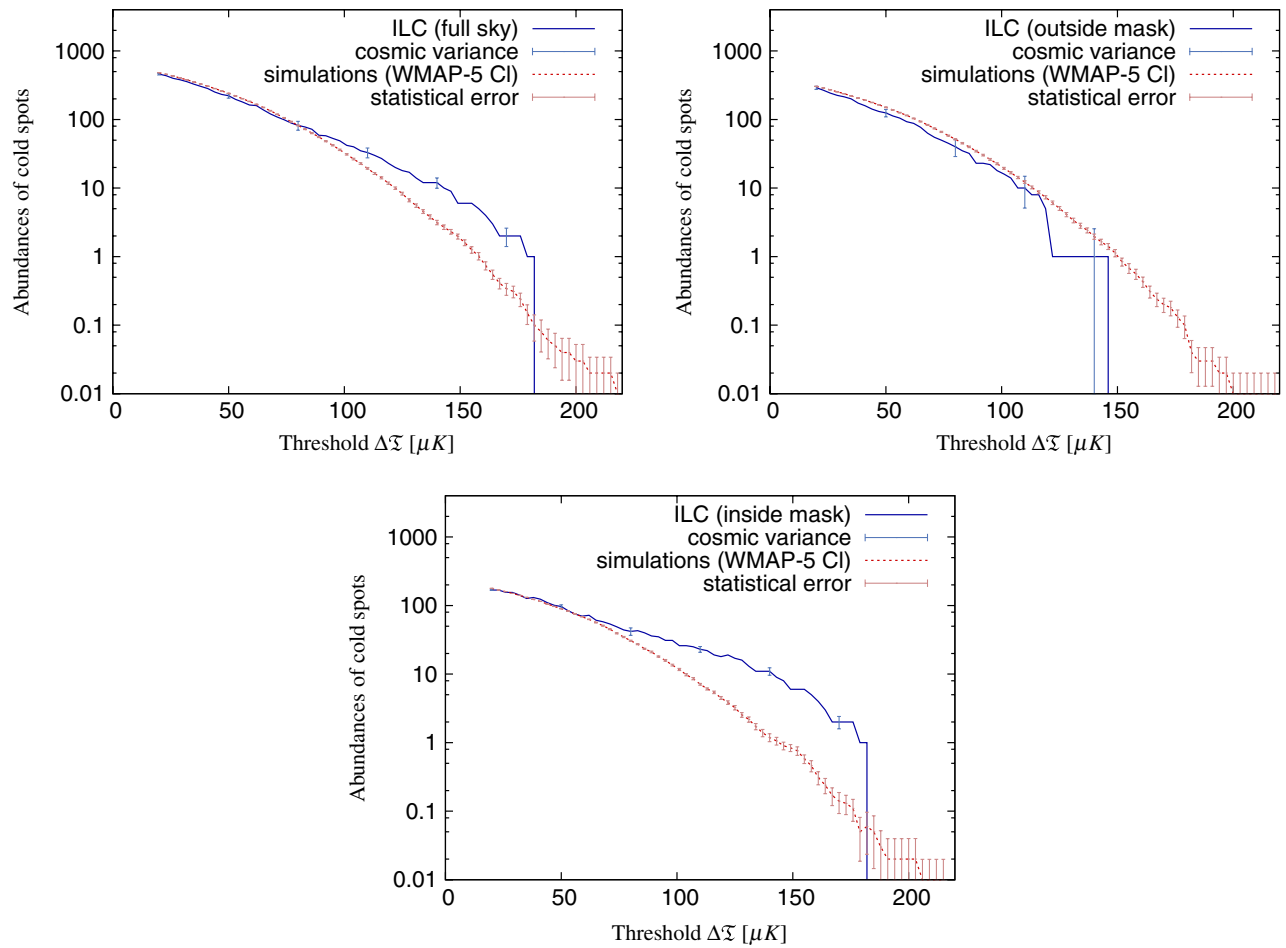 1000
100
10
1
0.1
0.01
Abundances of cold spots
ILC (full sky)
cosmic variance
simulations (WMAP-5 Cl)
statistical error
0 50 100 150 200
Threshold Δ𝔗 [μK]
1000
100
10
1
0.1
0.01
Abundances of cold spots
ILC (outside mask)
cosmic variance
simulations (WMAP-5 Cl)
statistical error
0 50 100 150 200
Threshold Δ𝔗 [μK]
1000
100
10
1
0.1
0.01
Abundances of cold spots
ILC (inside mask)
cosmic variance
simulations (WMAP-5 Cl)
statistical error
0 50 100 150 200
Threshold Δ𝔗 [μK]